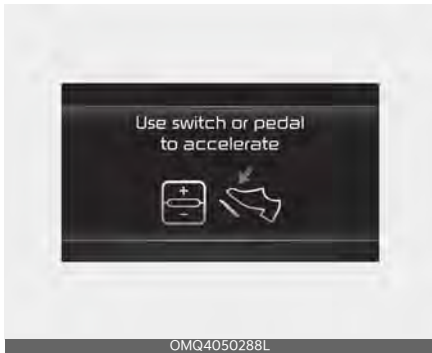 Use switch or pedal
to accelerate
+
-
OMQ4050288L